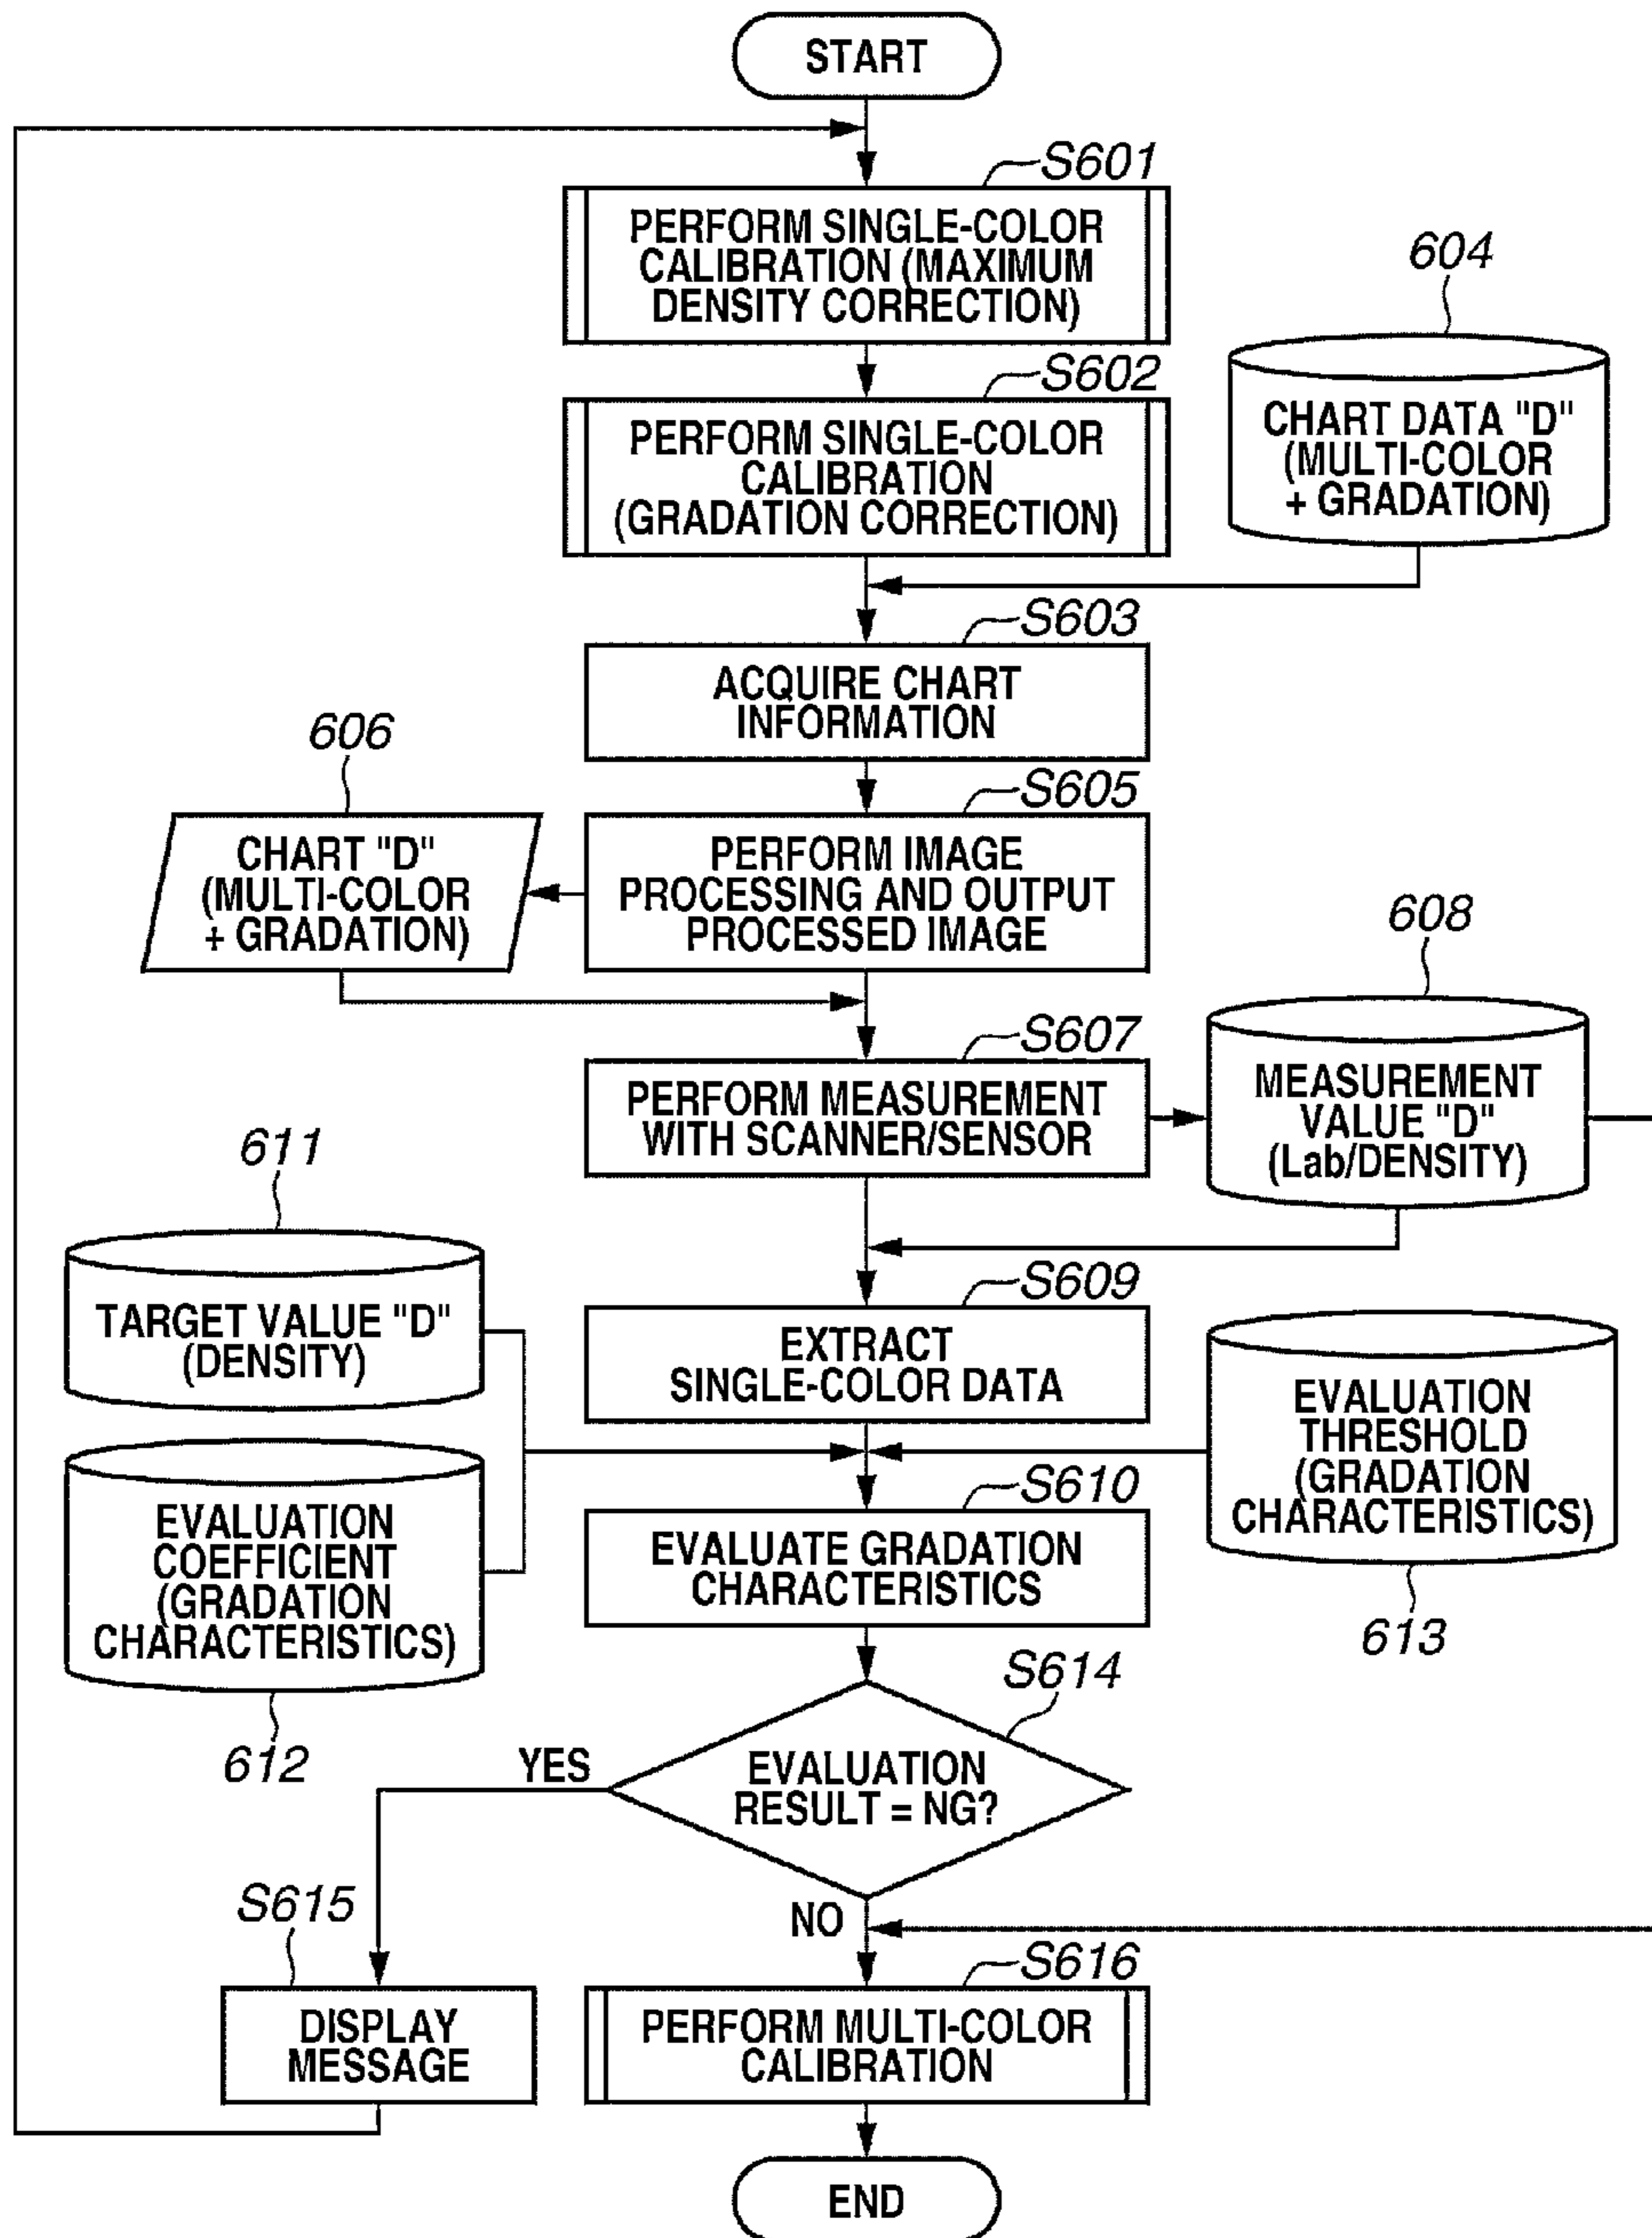 START
S601
PERFORM SINGLE-COLOR
CALIBRATION (MAXIMUM
DENSITY CORRECTION)
604
CHART DATA "D"
(MULTI-COLOR
+ GRADATION)
S602
PERFORM SINGLE-COLOR
CALIBRATION
(GRADATION CORRECTION)
S603
ACQUIRE CHART
INFORMATION
606
CHART "D"
(MULTI-COLOR
+ GRADATION)
S605
PERFORM IMAGE
PROCESSING AND OUTPUT
PROCESSED IMAGE
608
MEASUREMENT
VALUE "D"
(Lab/DENSITY)
S607
PERFORM MEASUREMENT
WITH SCANNER/SENSOR
611
TARGET VALUE "D"
(DENSITY)
S609
EXTRACT
SINGLE-COLOR DATA
EVALUATION
THRESHOLD
(GRADATION
CHARACTERISTICS)
613
EVALUATION
COEFFICIENT
(GRADATION
CHARACTERISTICS)
612
S610
EVALUATE GRADATION
CHARACTERISTICS
S614
EVALUATION
RESULT = NG?
YES
NO
S615
DISPLAY
MESSAGE
S616
PERFORM MULTI-COLOR
CALIBRATION
END